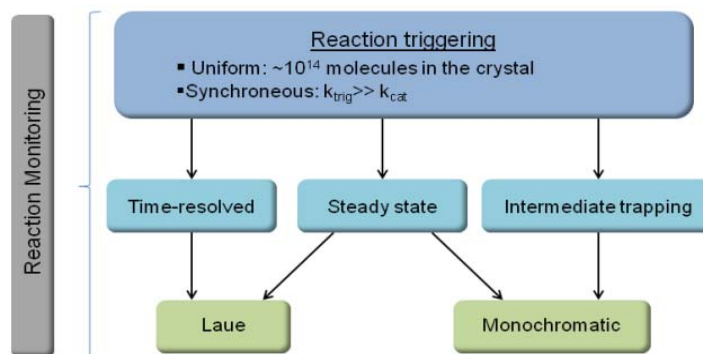 Reaction triggering
▪ Uniform: ~10¹⁴ molecules in the crystal
▪Synchroneous: k_trig>> k_cat
Reaction Monitoring
Time-resolved
Steady state
Intermediate trapping
Laue
Monochromatic